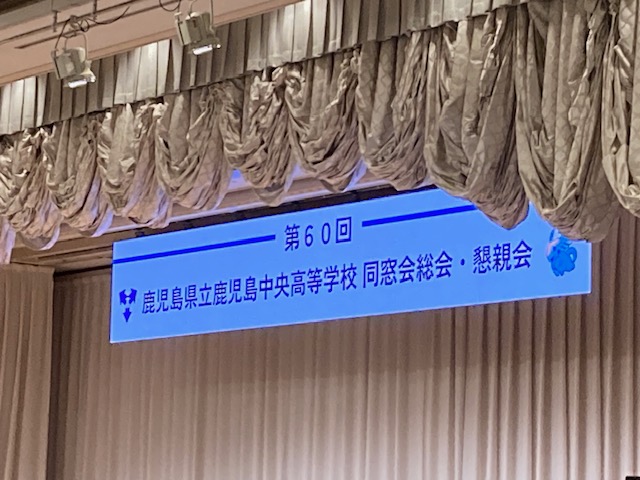 第60回
鹿児島県立鹿児島中央高等学校 同窓会総会・懇親会